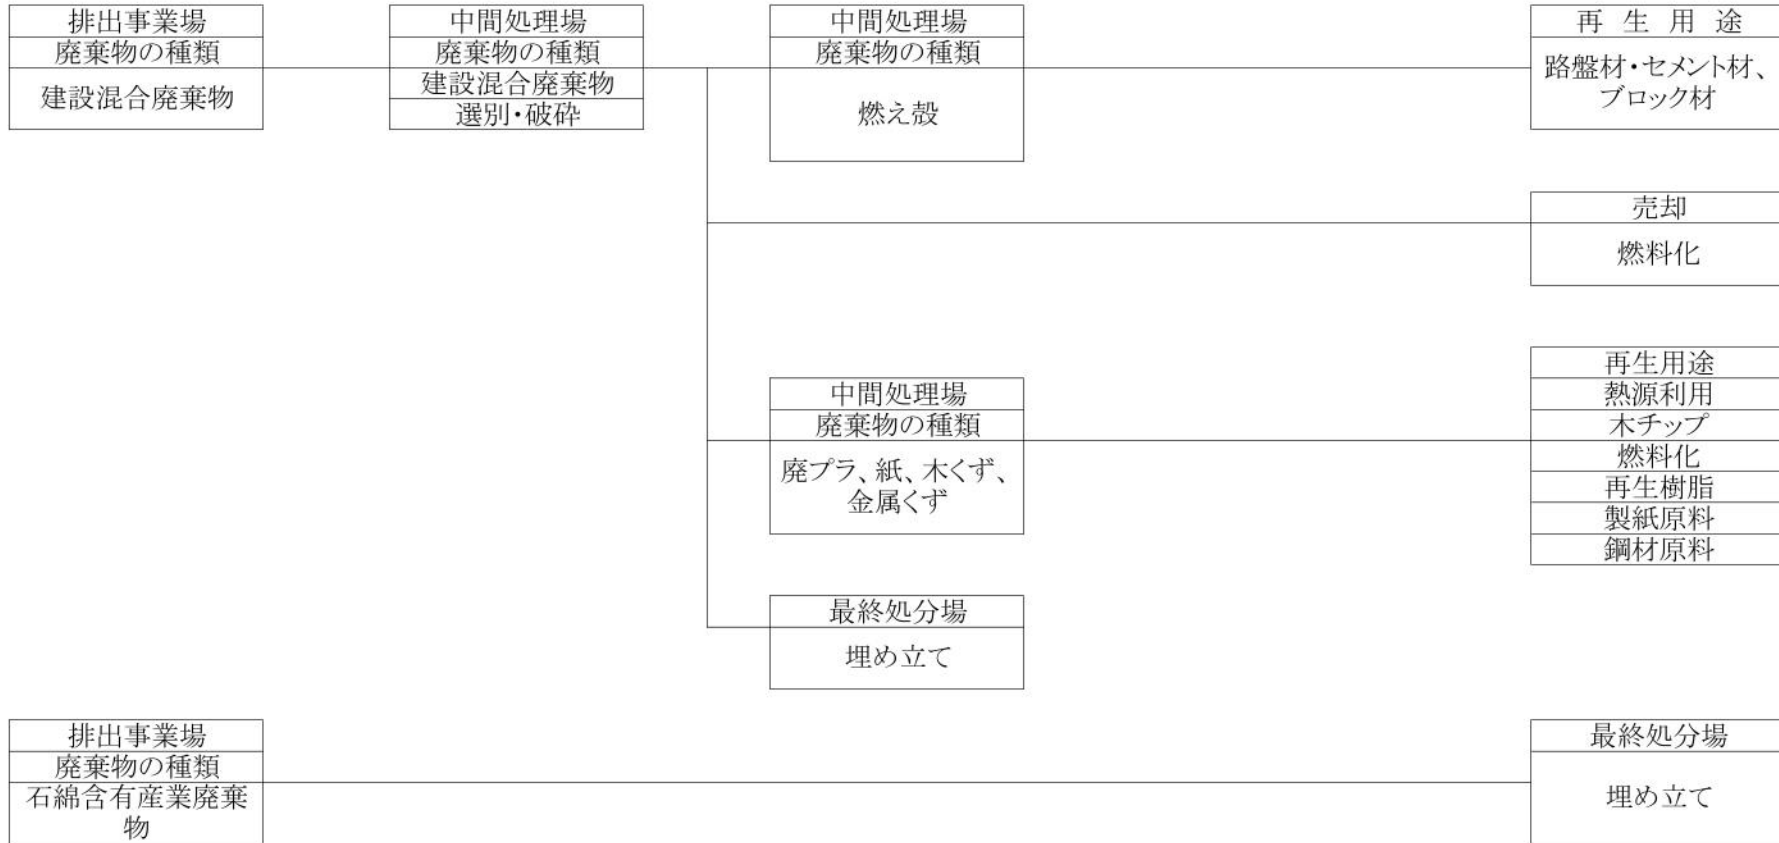 排出事業場
廃棄物の種類
建設混合廃棄物
中間処理場
廃棄物の種類
建設混合廃棄物
選別・破砕
中間処理場
廃棄物の種類
燃え殻
再 生 用 途
路盤材・セメント材、
ブロック材
売却
燃料化
中間処理場
廃棄物の種類
廃プラ、紙、木くず、
金属くず
再生用途
熱源利用
木チップ
燃料化
再生樹脂
製紙原料
鋼材原料
最終処分場
埋め立て
排出事業場
廃棄物の種類
石綿含有産業廃棄
物
最終処分場
埋め立て